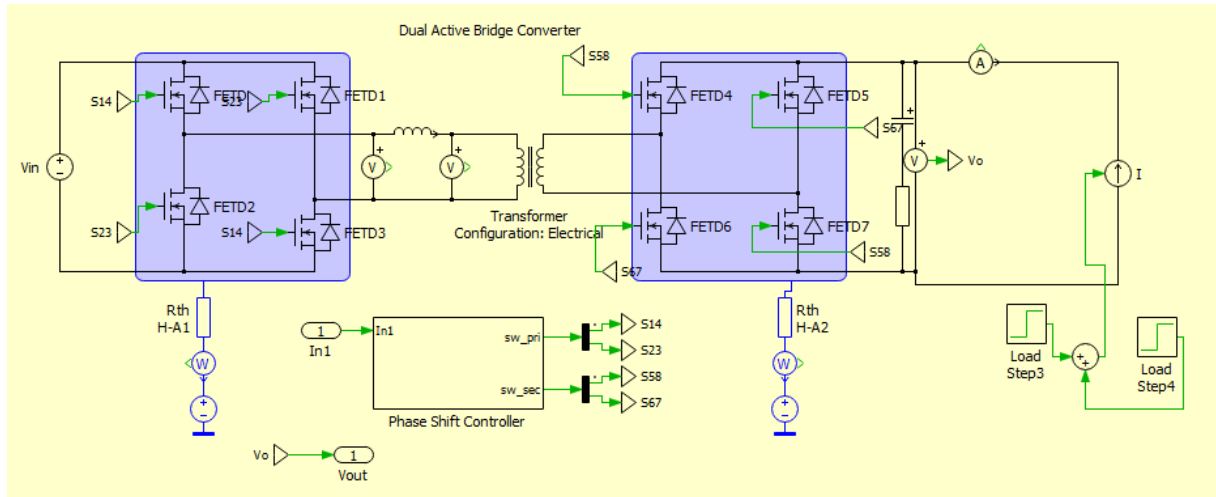 Dual Active Bridge Converter
S58
S14
FETD
S23
FETD1
FETD4
FETD5
S67
A
Vin
V
V
V
Vo
I
S23
FETD2
S14
FETD3
Transformer
Configuration: Electrical
FETD6
FETD7
S67
S58
Rth
H-A1
W
1
In1
In1
sw_pri
sw_sec
Phase Shift Controller
S14
S23
S58
S67
Rth
H-A2
W
Load
Step3
Load
Step4
Vo
1
Vout